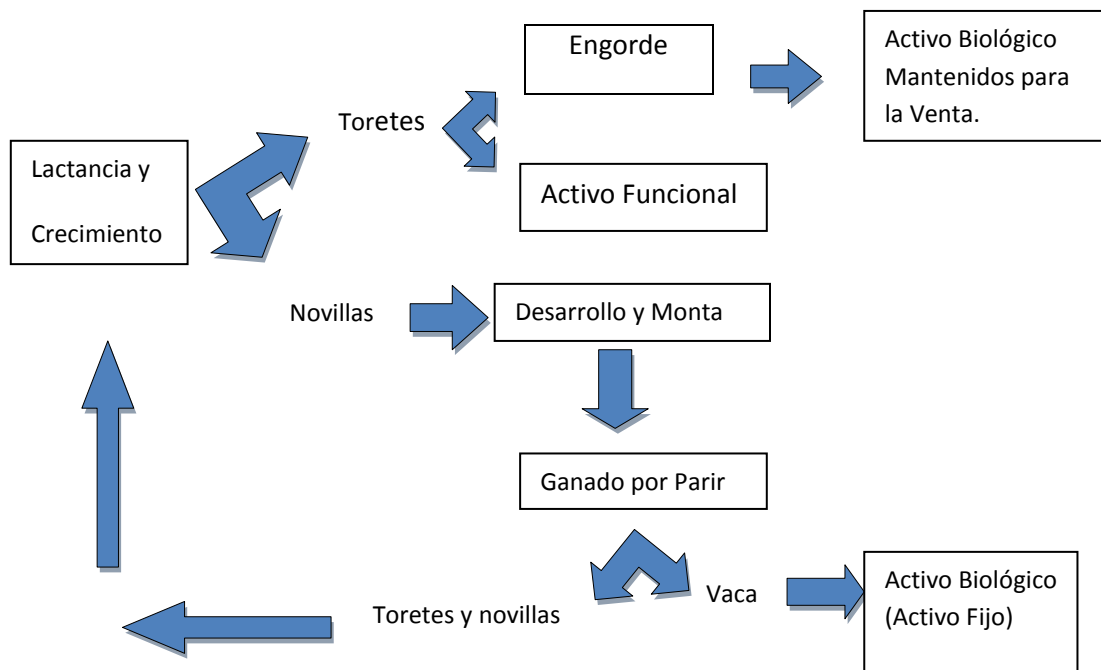 Engorde
Activo Biológico
Mantenidos para
la Venta.
Toretes
Lactancia y
Crecimiento
Activo Funcional
Novillas
Desarrollo y Monta
Ganado por Parir
Toretes y novillas
Vaca
Activo Biológico
(Activo Fijo)